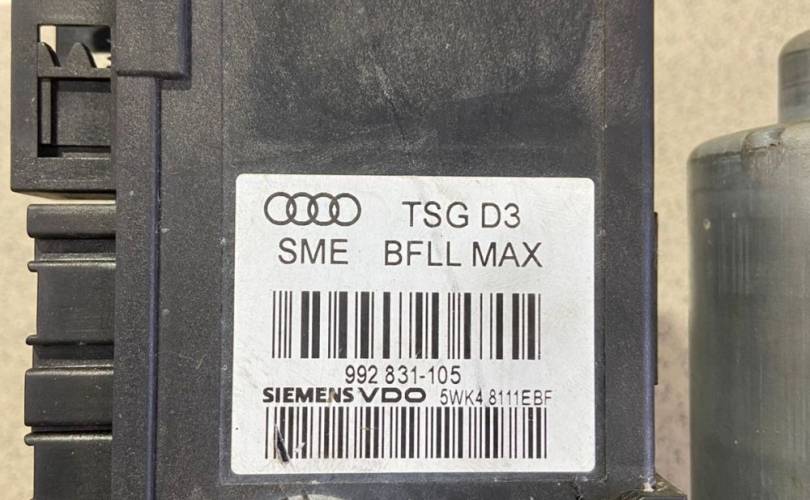 TSG D3
SME BFLL MAX
992 831-105
SIEMENS VDO 5WK4 8111EBF